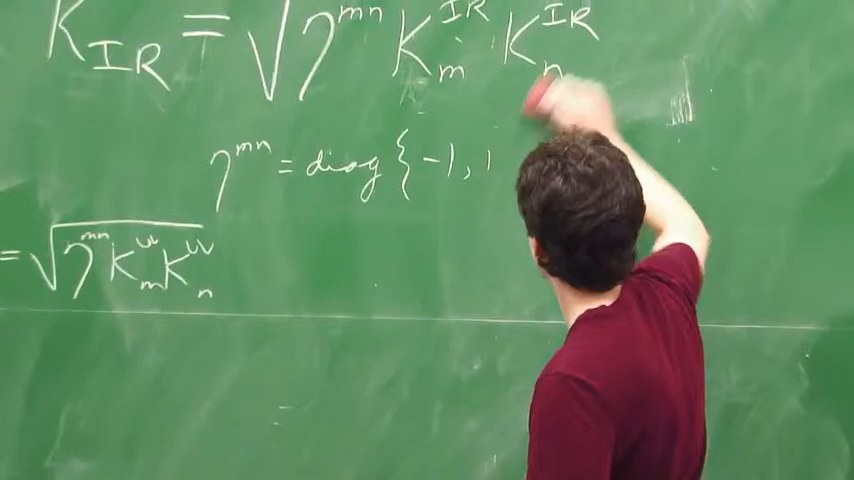 K_IR = √η^mn K_m^IR K_n^IR
η^mn = diag {-1, 1
= √η^mn K_m^UV K_n^UV